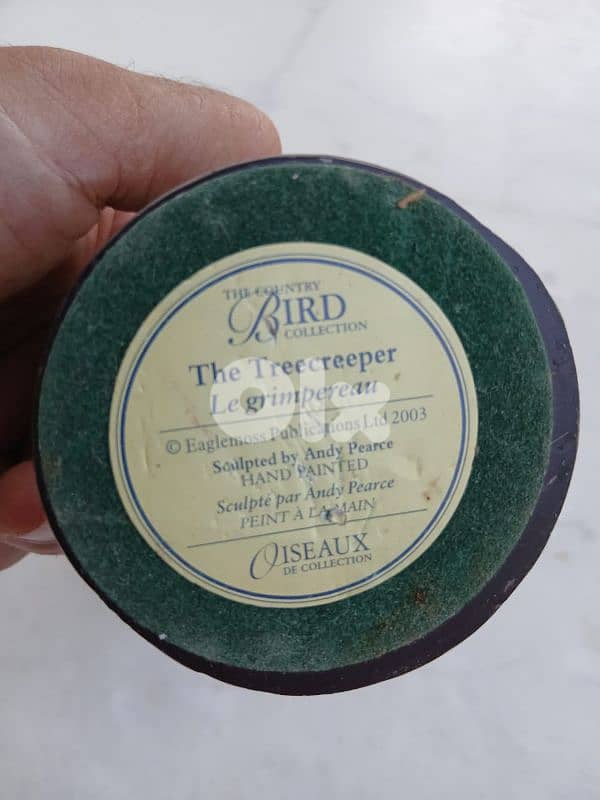 THE COUNTRY
BIRD
COLLECTION
The Treecreeper
Le grimpereau
olx
© Eaglemoss Publications Ltd 2003
Sculpted by Andy Pearce
HAND PAINTED
Sculpté par Andy Pearce
PEINT À LA MAIN
OISEAUX
DE COLLECTION